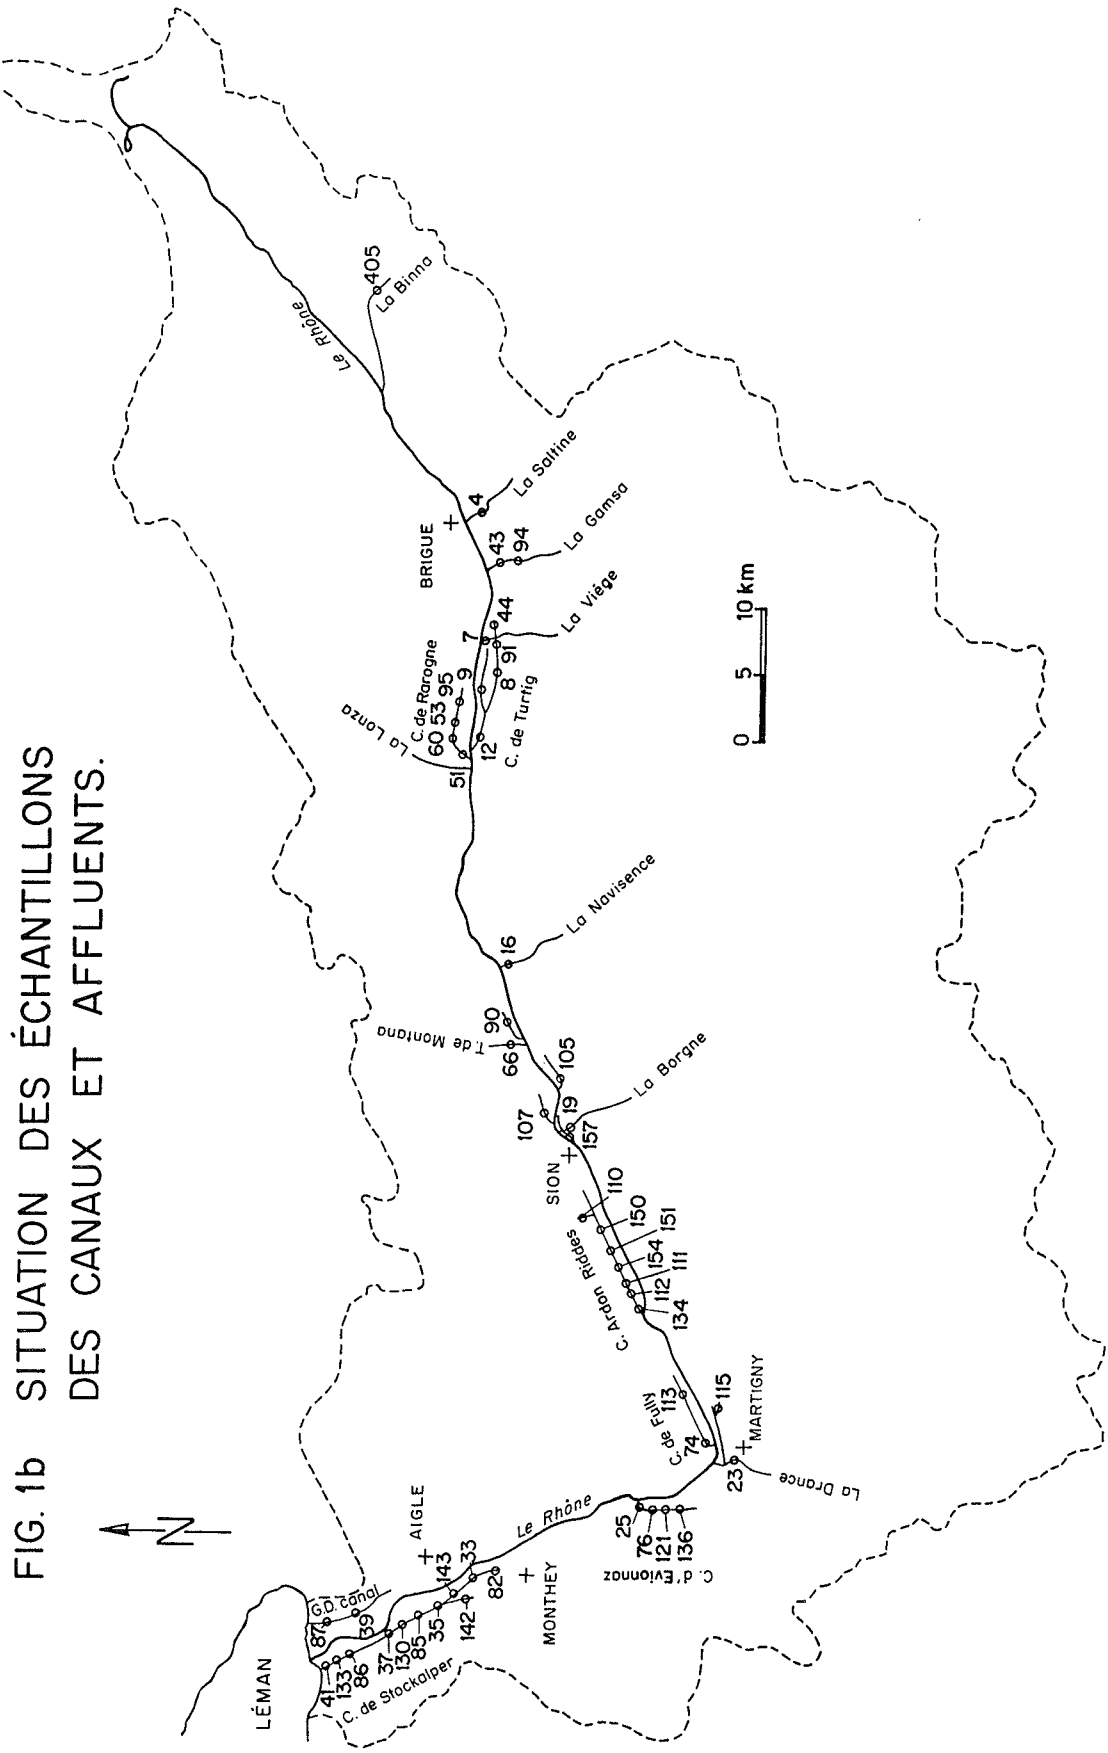 FIG. 1b SITUATION DES ÉCHANTILLONS
DES CANAUX ET AFFLUENTS.
N
LÉMAN
G.D. canal
87
39
41
133
86
C. de Stockalper
37
130
85
35
142
143
33
82
AIGLE
MONTHEY
Le Rhône
25
76
121
136
C. d'Evionnaz
C. de Fully
74
113
115
23
MARTIGNY
La Drance
C. Ardon Riddes
110
150
151
154
111
112
134
SION
107
19
157
105
La Borgne
T. de Montana
66
90
16
La Navisence
La Lonza
C. de Rarogne
60 53 95
9
51
12
C. de Turtig
7
8
91
44
La Viége
BRIGUE
43
94
La Gamsa
4
La Saltine
Le Rhône
405
La Binna
0 5 10 km